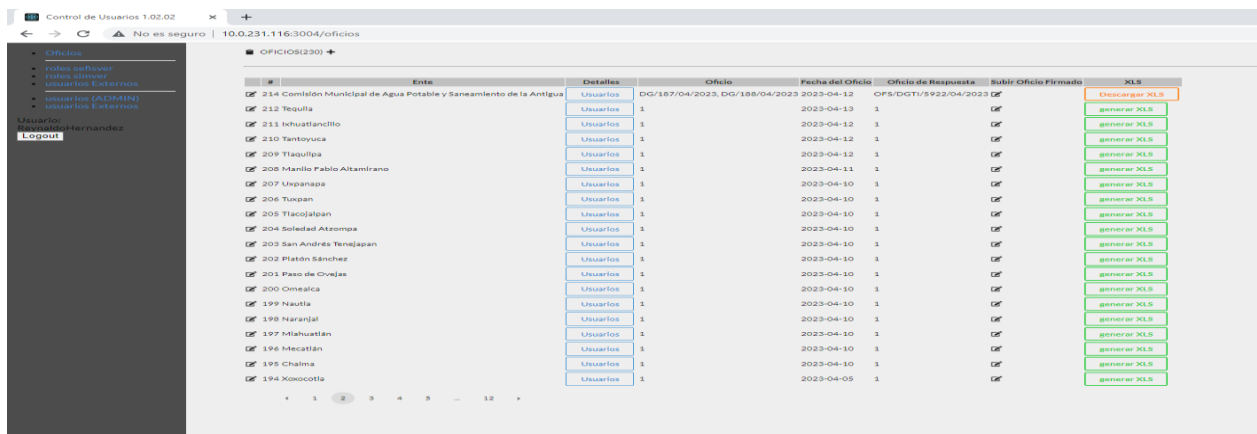 Control de Usuarios 1.02.02
No es seguro | 10.0.231.116:3004/oficios
Oficios
roles sefisver
roles simver
usuarios Externos
usuarios (ADMIN)
usuarios Externos
Usuario:
ReynaldoHernandez
Logout
OFICIOS(230)
# Ente Detalles Oficio Fecha del Oficio Oficio de Respuesta Subir Oficio Firmado XLS
214 Comisión Municipal de Agua Potable y Saneamiento de la Antigua Usuarios DG/187/04/2023, DG/188/04/2023 2023-04-12 OFS/DGTI/5922/04/2023 Descargar XLS
212 Tequila Usuarios 1 2023-04-13 1 generar XLS
211 Ixhuatlancillo Usuarios 1 2023-04-12 1 generar XLS
210 Tantoyuca Usuarios 1 2023-04-12 1 generar XLS
209 Tlaquilpa Usuarios 1 2023-04-12 1 generar XLS
208 Manlio Fabio Altamirano Usuarios 1 2023-04-11 1 generar XLS
207 Uxpanapa Usuarios 1 2023-04-10 1 generar XLS
206 Tuxpan Usuarios 1 2023-04-10 1 generar XLS
205 Tlacojalpan Usuarios 1 2023-04-10 1 generar XLS
204 Soledad Atzompa Usuarios 1 2023-04-10 1 generar XLS
203 San Andrés Tenejapan Usuarios 1 2023-04-10 1 generar XLS
202 Platón Sánchez Usuarios 1 2023-04-10 1 generar XLS
201 Paso de Ovejas Usuarios 1 2023-04-10 1 generar XLS
200 Omealca Usuarios 1 2023-04-10 1 generar XLS
199 Nautla Usuarios 1 2023-04-10 1 generar XLS
198 Naranjal Usuarios 1 2023-04-10 1 generar XLS
197 Miahuatlán Usuarios 1 2023-04-10 1 generar XLS
196 Mecatlán Usuarios 1 2023-04-10 1 generar XLS
195 Chalma Usuarios 1 2023-04-10 1 generar XLS
194 Xoxocotla Usuarios 1 2023-04-05 1 generar XLS
1 2 3 4 5 ... 12